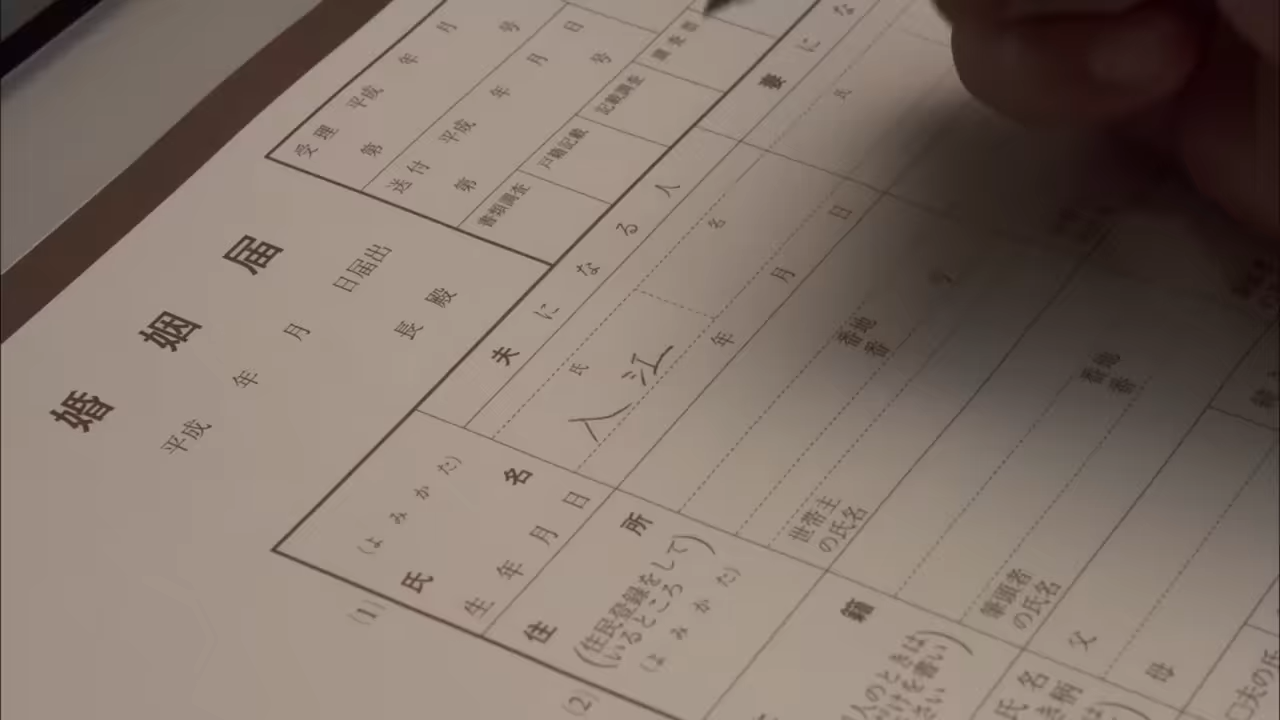 婚姻届
平成 年 月 日届出
長 殿
受理 平成 年 月 日
第 号
送付 平成 年 月 日
第 号
書類調査
戸籍記載
記載調査
夫になる人
妻にな
(よみかた)
氏名
氏
名
氏
入江
生年月日
年 月 日
(1)
住所
(住民登録をして
いるところ)
(よみかた)
番地
番
世帯主
の氏名
(2)
籍
番地
番
筆頭者
の氏名
父
母